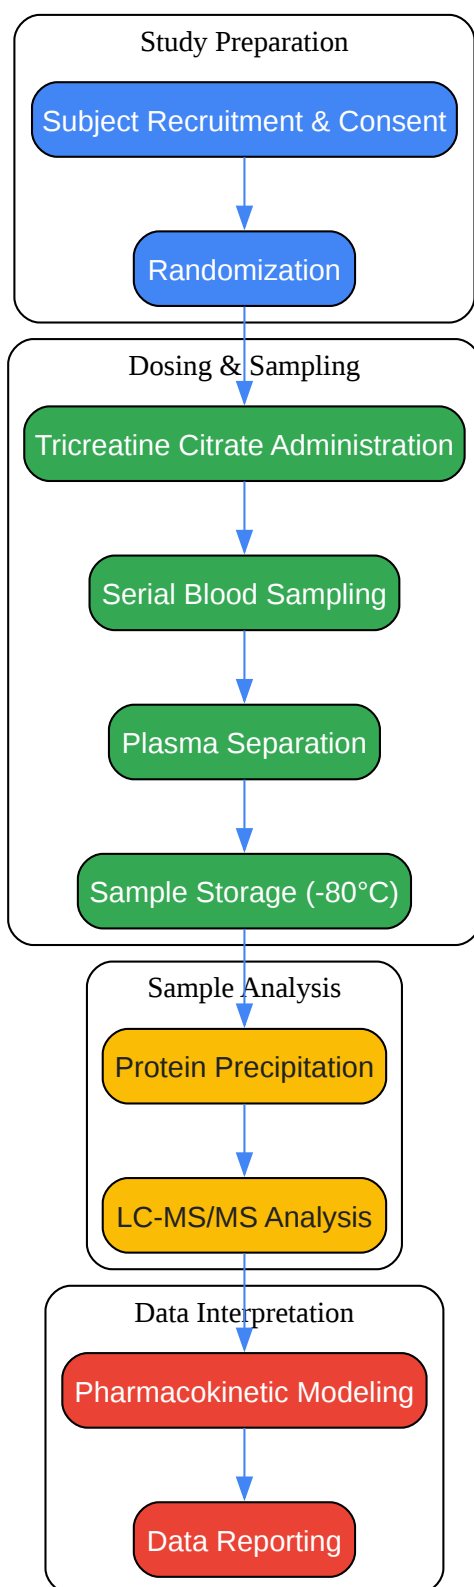 Study Preparation
Subject Recruitment & Consent
Randomization
Dosing & Sampling
Tricreatine Citrate Administration
Serial Blood Sampling
Plasma Separation
Sample Storage (-80°C)
Sample Analysis
Protein Precipitation
LC-MS/MS Analysis
Data Interpretation
Pharmacokinetic Modeling
Data Reporting